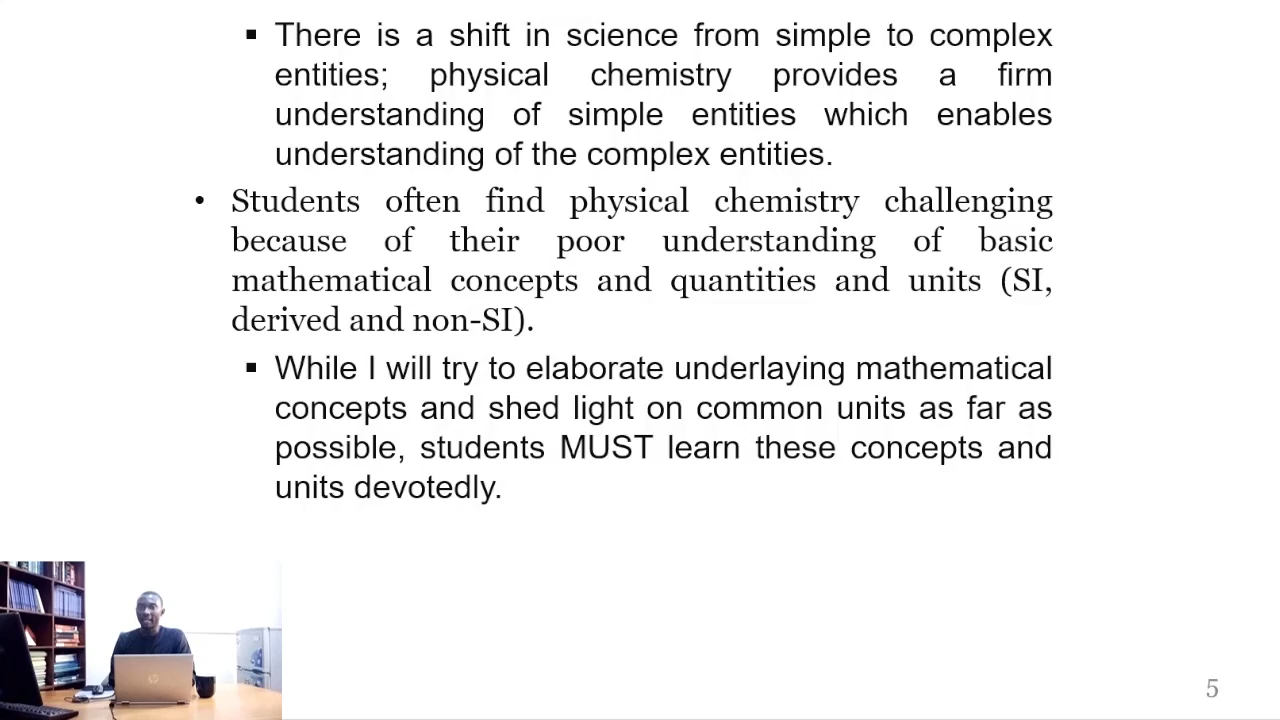 ▪ There is a shift in science from simple to complex
entities; physical chemistry provides a firm
understanding of simple entities which enables
understanding of the complex entities.
• Students often find physical chemistry challenging
because of their poor understanding of basic
mathematical concepts and quantities and units (SI,
derived and non-SI).
▪ While I will try to elaborate underlaying mathematical
concepts and shed light on common units as far as
possible, students MUST learn these concepts and
units devotedly.
hp
5